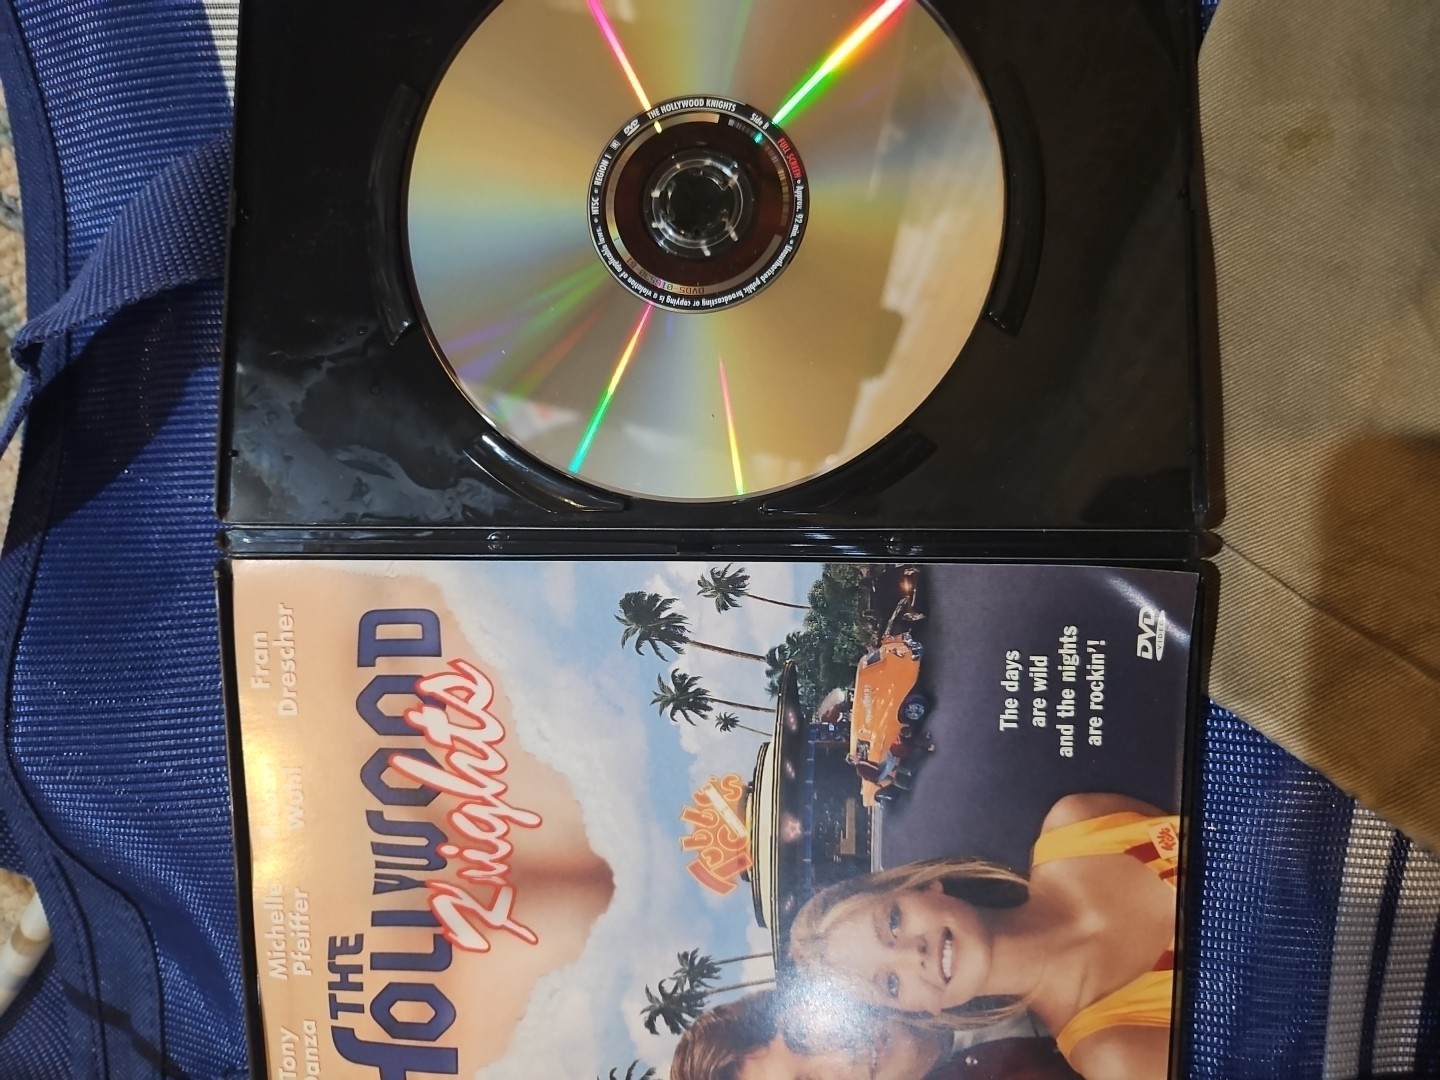 THE HOLLYWOOD KNIGHTS
Side B
FULL SCREEN • Approx. 92 min. • Unauthorized public broadcasting or copying is a violation of applicable laws. • NTSC • REGION 1
DVD
DVD5
Tony
Danza
Michelle
Pfeiffer
Fran
Drescher
THE
HOLLYWOOD
Knights
Tubby's
The days
are wild
and the nights
are rockin'!
DVD
VIDEO